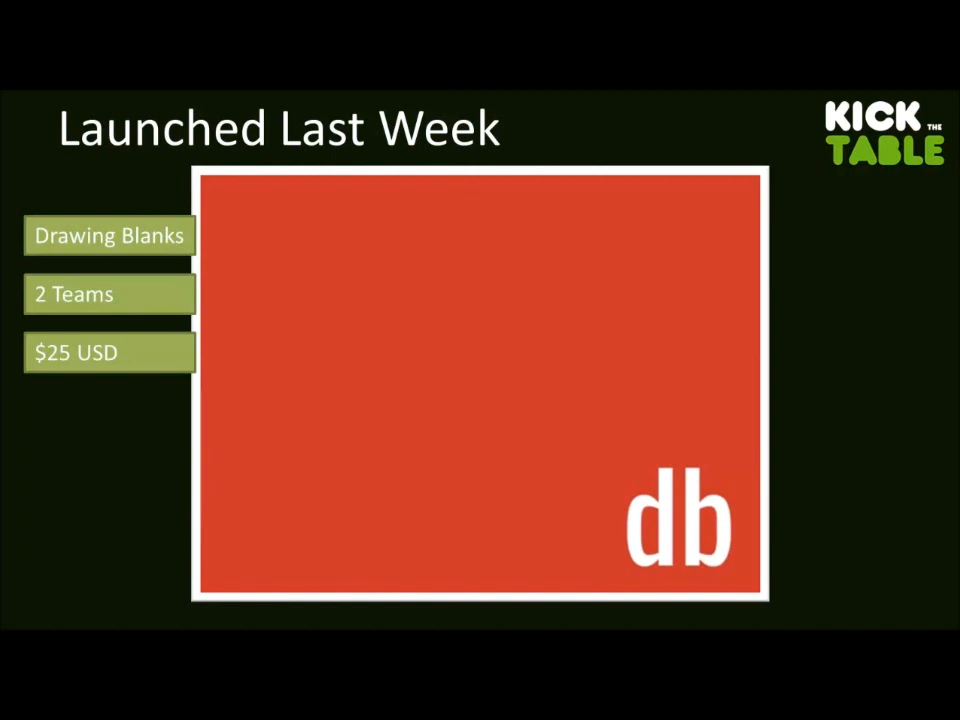 Launched Last Week
KICK THE
TABLE
Drawing Blanks
2 Teams
$25 USD
db